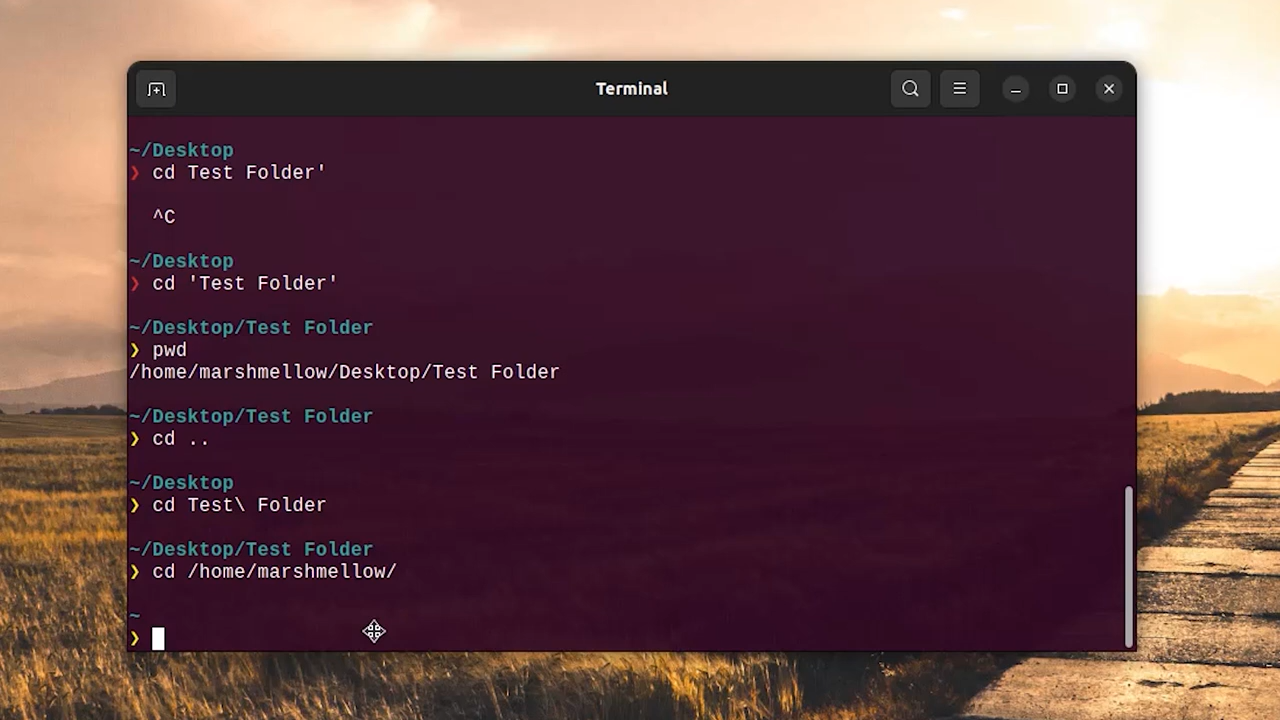 Terminal
~/Desktop
❯ cd Test Folder'
^C
~/Desktop
❯ cd 'Test Folder'
~/Desktop/Test Folder
❯ pwd
/home/marshmellow/Desktop/Test Folder
~/Desktop/Test Folder
❯ cd ..
~/Desktop
❯ cd Test\ Folder
~/Desktop/Test Folder
❯ cd /home/marshmellow/
~
❯